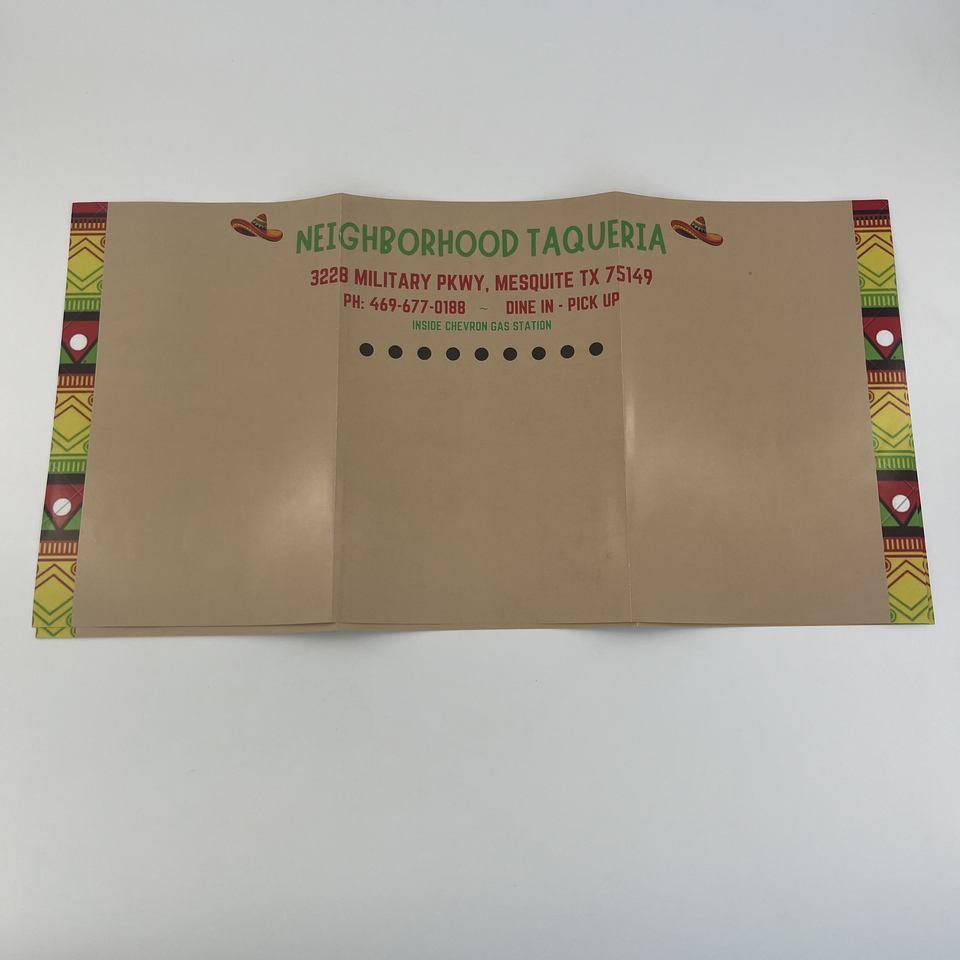 NEIGHBORHOOD TAQUERIA
3228 MILITARY PKWY, MESQUITE TX 75149
PH: 469-677-0188 ~ DINE IN - PICK UP
INSIDE CHEVRON GAS STATION